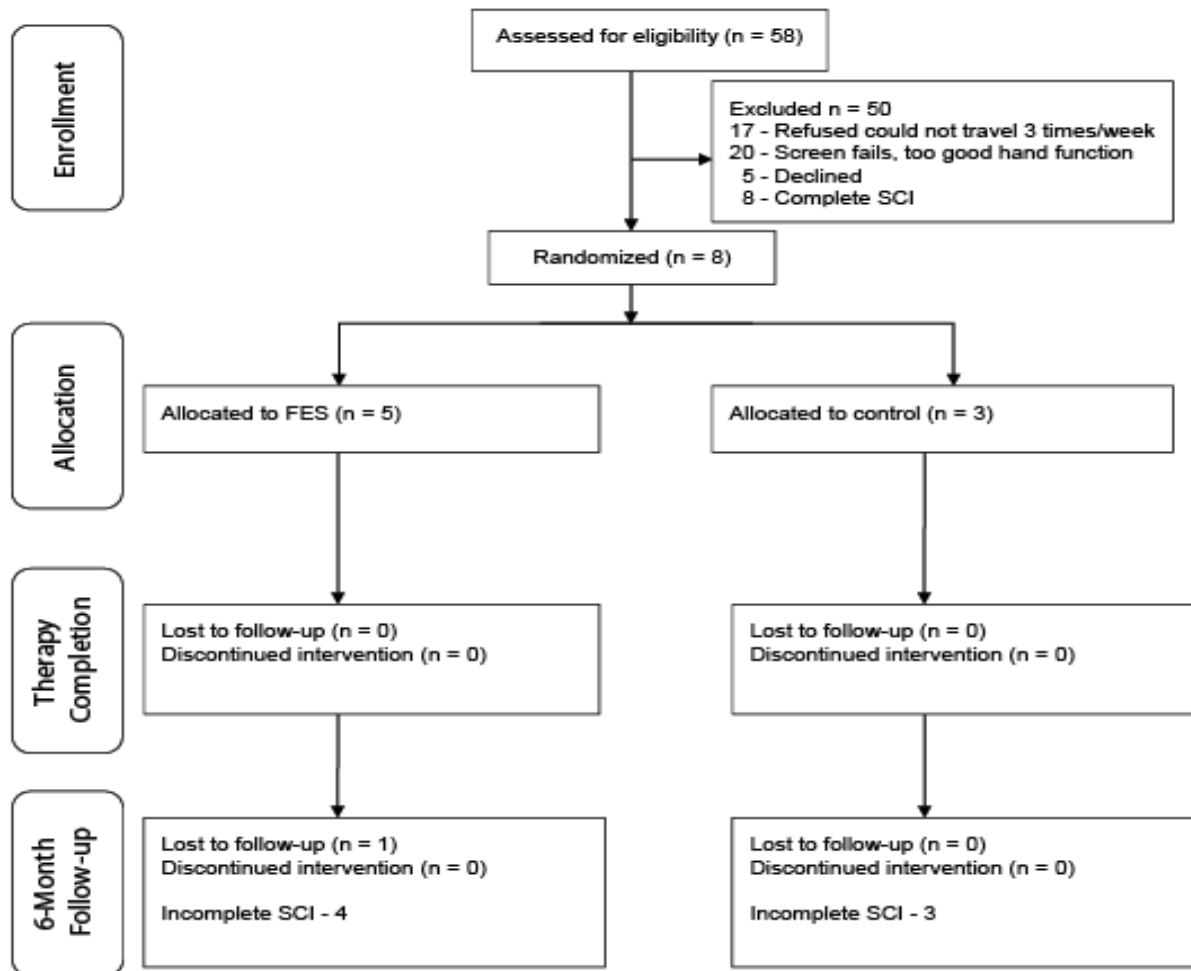 Enrollment
Assessed for eligibility (n = 58)
Excluded n = 50
17 - Refused could not travel 3 times/week
20 - Screen fails, too good hand function
5 - Declined
8 - Complete SCI
Randomized (n = 8)
Allocation
Allocated to FES (n = 5)
Allocated to control (n = 3)
Therapy
Completion
Lost to follow-up (n = 0)
Discontinued intervention (n = 0)
Lost to follow-up (n = 0)
Discontinued intervention (n = 0)
6-Month
Follow-up
Lost to follow-up (n = 1)
Discontinued intervention (n = 0)
Incomplete SCI - 4
Lost to follow-up (n = 0)
Discontinued intervention (n = 0)
Incomplete SCI - 3